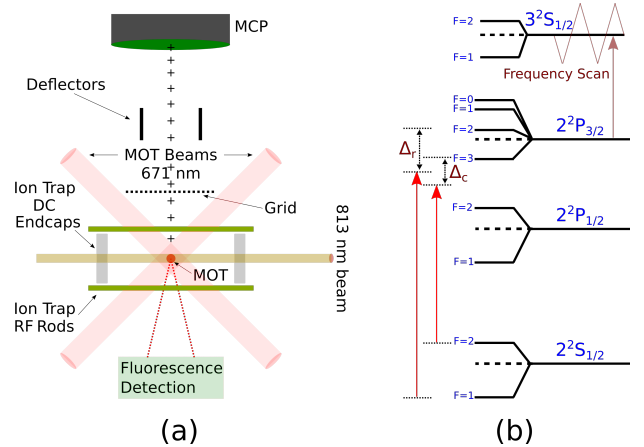 MCP
Deflectors
MOT Beams
671 nm
Ion Trap
DC
Endcaps
Grid
813 nm beam
MOT
Ion Trap
RF Rods
Fluorescence
Detection
(a)
F=2
3²S₁/₂
F=1
Frequency Scan
F=0
F=1
F=2
2²P₃/₂
F=3
Δr
Δc
F=2
2²P₁/₂
F=1
F=2
2²S₁/₂
F=1
(b)